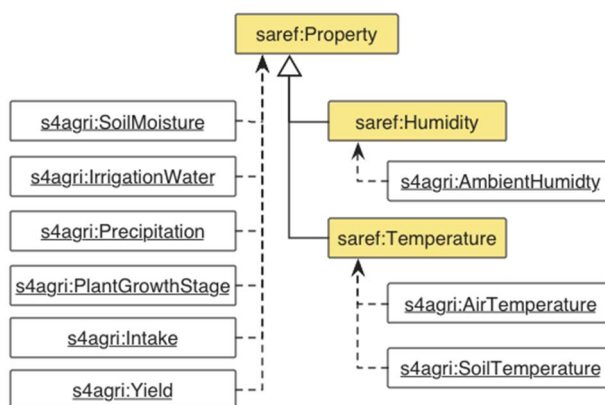 saref:Property
s4agri:SoilMoisture
saref:Humidity
s4agri:IrrigationWater
s4agri:AmbientHumidty
s4agri:Precipitation
saref:Temperature
s4agri:PlantGrowthStage
s4agri:AirTemperature
s4agri:Intake
s4agri:SoilTemperature
s4agri:Yield